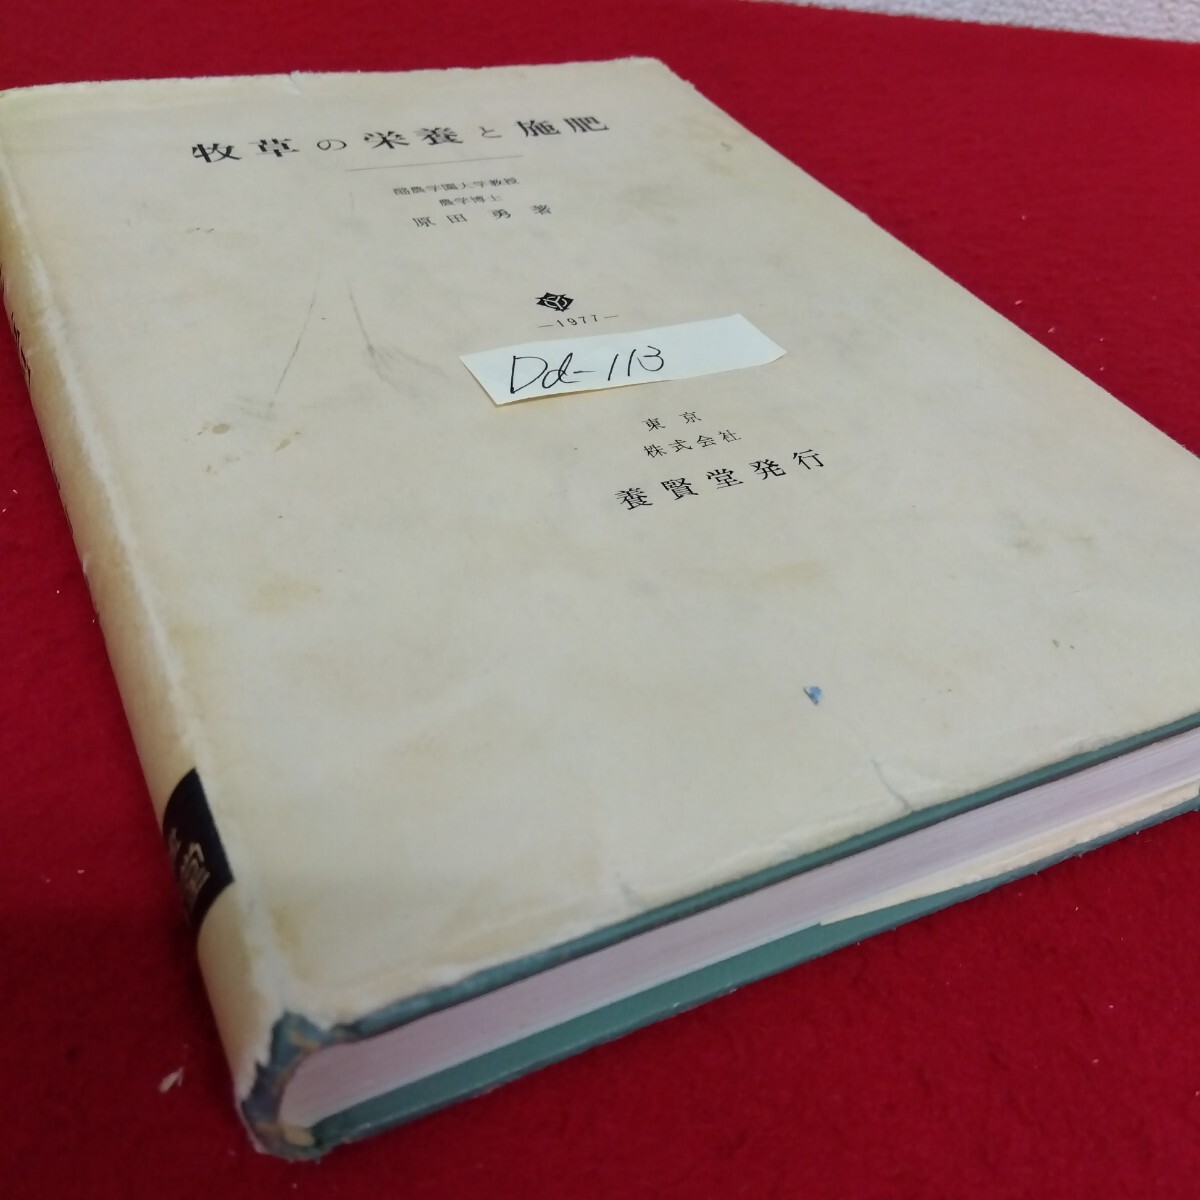 牧草の栄養と施肥
酪農学園大学教授
農学博士
原田勇著
—1977—
Dd-113
東京
株式会社
養賢堂発行